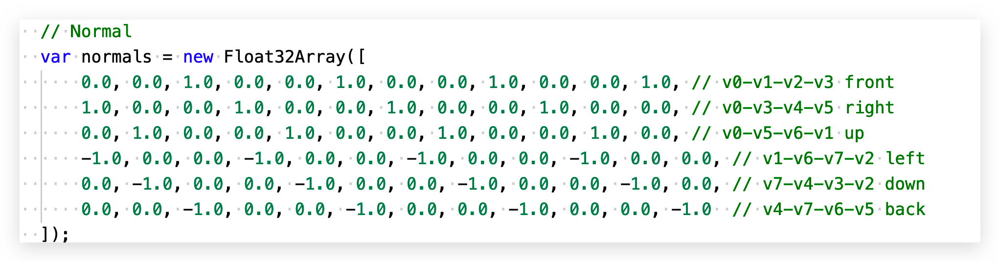 // Normal
var normals = new Float32Array([
0.0, 0.0, 1.0, 0.0, 0.0, 1.0, 0.0, 0.0, 1.0, 0.0, 0.0, 1.0, // v0-v1-v2-v3 front
1.0, 0.0, 0.0, 1.0, 0.0, 0.0, 1.0, 0.0, 0.0, 1.0, 0.0, 0.0, // v0-v3-v4-v5 right
0.0, 1.0, 0.0, 0.0, 1.0, 0.0, 0.0, 1.0, 0.0, 0.0, 1.0, 0.0, // v0-v5-v6-v1 up
-1.0, 0.0, 0.0, -1.0, 0.0, 0.0, -1.0, 0.0, 0.0, -1.0, 0.0, 0.0, // v1-v6-v7-v2 left
0.0, -1.0, 0.0, 0.0, -1.0, 0.0, 0.0, -1.0, 0.0, 0.0, -1.0, 0.0, // v7-v4-v3-v2 down
0.0, 0.0, -1.0, 0.0, 0.0, -1.0, 0.0, 0.0, -1.0, 0.0, 0.0, -1.0  // v4-v7-v6-v5 back
]);